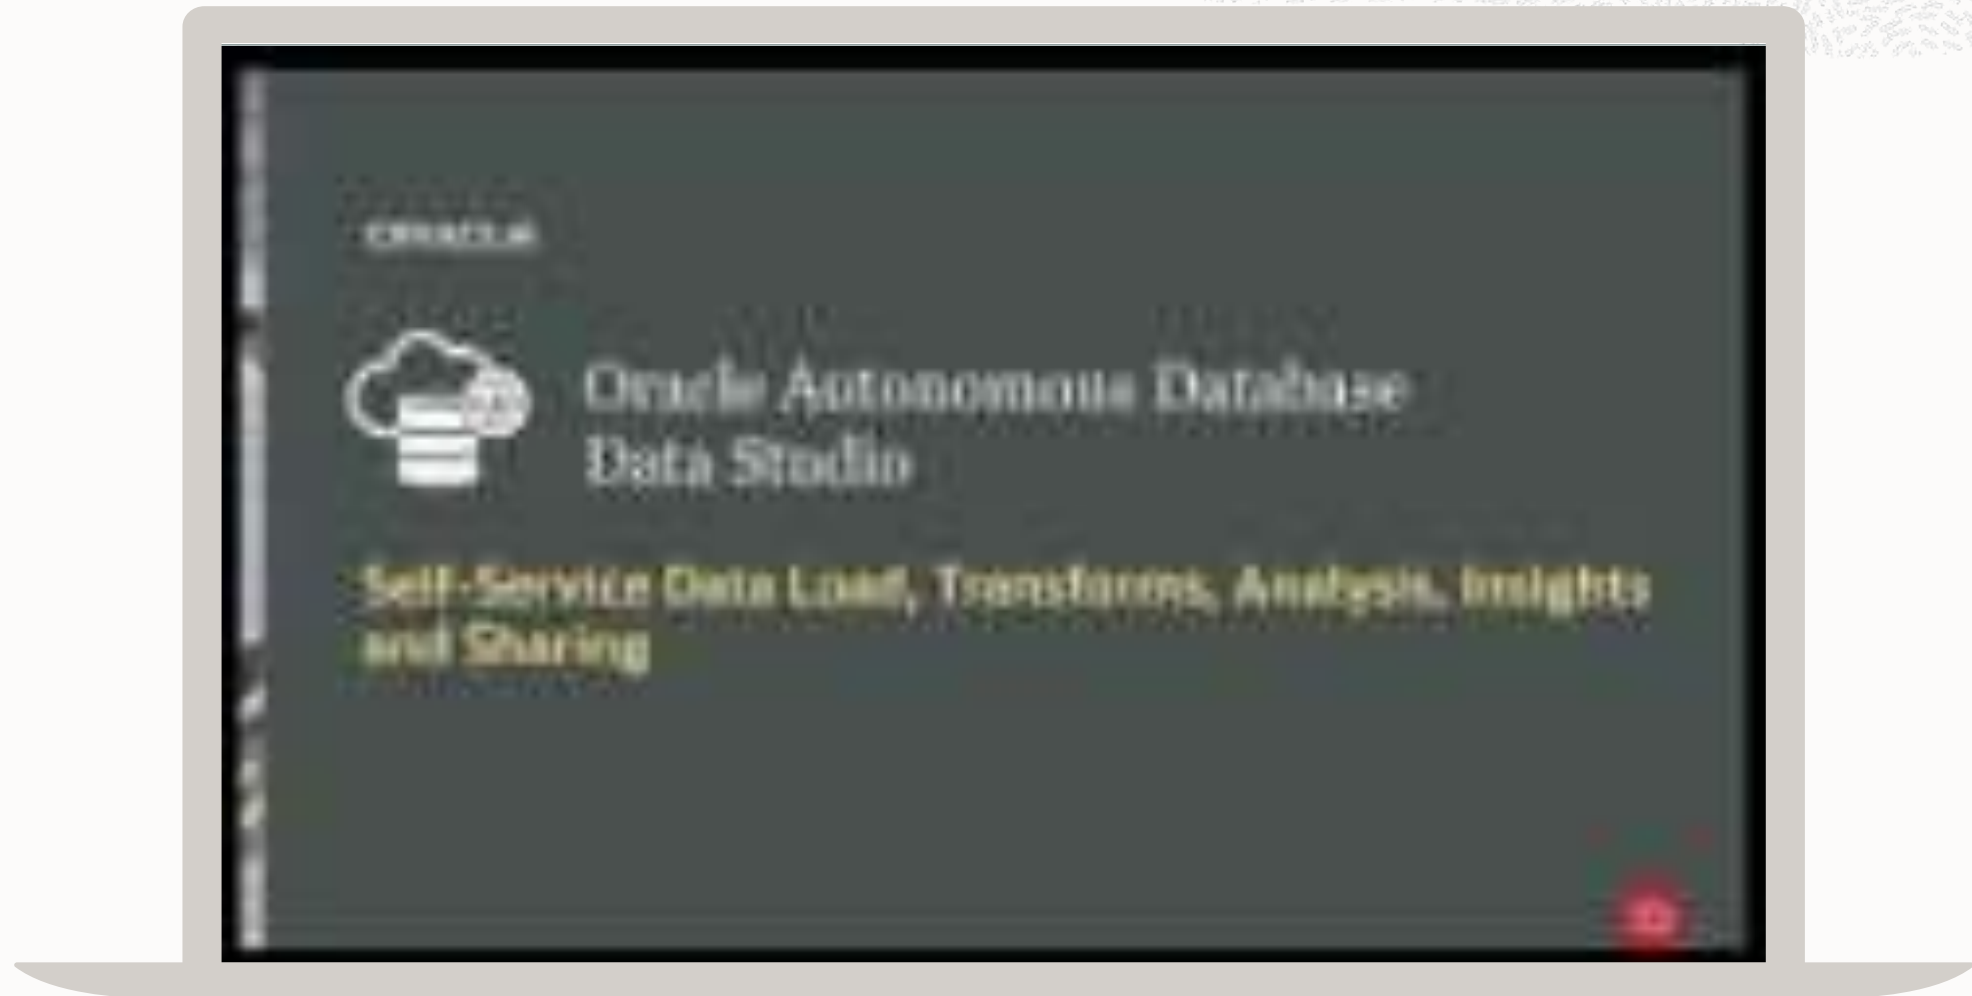 ORACLE
Oracle Autonomous Database
Data Studio
Self-Service Data Load, Transforms, Analysis, Insights
and Sharing